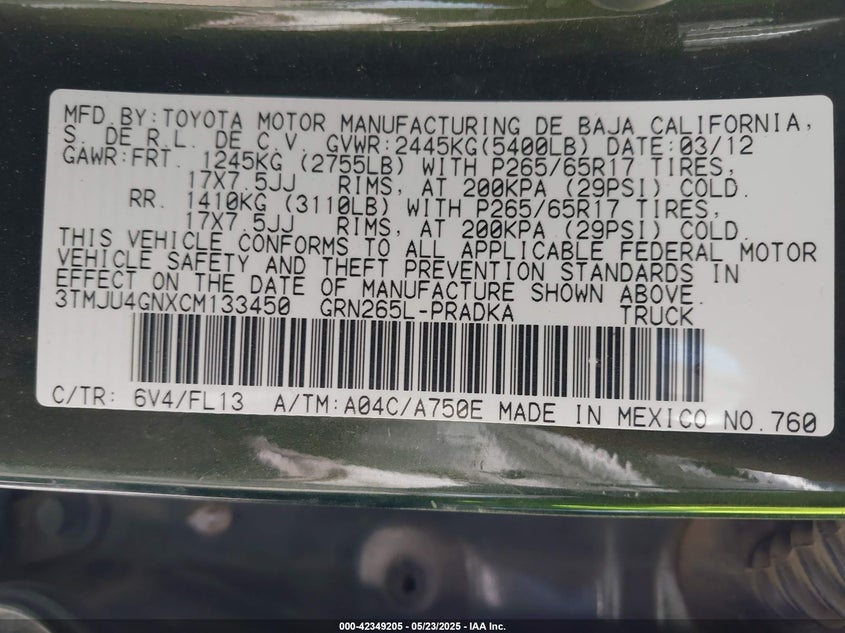 MFD. BY: TOYOTA MOTOR MANUFACTURING DE BAJA CALIFORNIA,
S. DE R.L. DE C.V. GVWR:2445KG(5400LB) DATE:03/12
GAWR:FRT. 1245KG (2755LB) WITH P265/65R17 TIRES,
17X7.5JJ RIMS, AT 200KPA (29PSI) COLD.
RR. 1410KG (3110LB) WITH P265/65R17 TIRES,
17X7.5JJ RIMS, AT 200KPA (29PSI) COLD.
THIS VEHICLE CONFORMS TO ALL APPLICABLE FEDERAL MOTOR
VEHICLE SAFETY AND THEFT PREVENTION STANDARDS IN
EFFECT ON THE DATE OF MANUFACTURE SHOWN ABOVE.
3TMJU4GNXCM133450 GRN265L-PRADKA TRUCK
C/TR: 6V4/FL13 A/TM:A04C/A750E MADE IN MEXICO NO.760
000-42349205 - 05/23/2025 - IAA Inc.